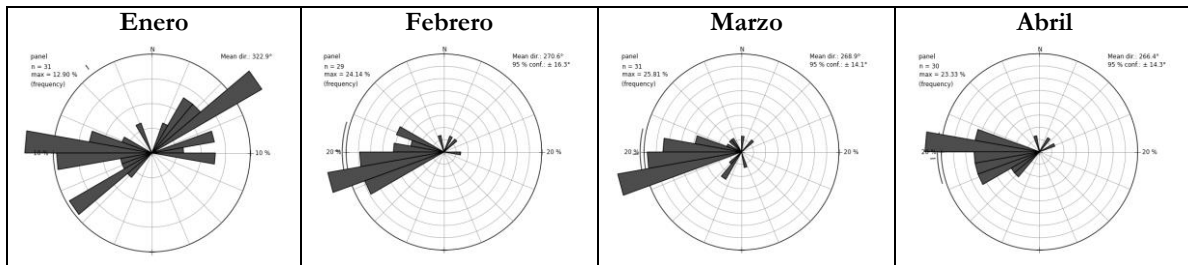 Enero
Febrero
Marzo
Abril
panel
n = 31
max = 12.90 %
(frequency)
N
Mean dir.: 322.9°
10 %
10 %
panel
n = 29
max = 24.14 %
(frequency)
N
Mean dir.: 270.6°
95 % conf.: ± 16.5°
20 %
20 %
panel
n = 31
max = 25.81 %
(frequency)
N
Mean dir.: 268.9°
95 % conf.: ± 14.1°
20 %
20 %
panel
n = 30
max = 23.33 %
(frequency)
N
Mean dir.: 266.4°
95 % conf.: ± 14.3°
20 %
20 %